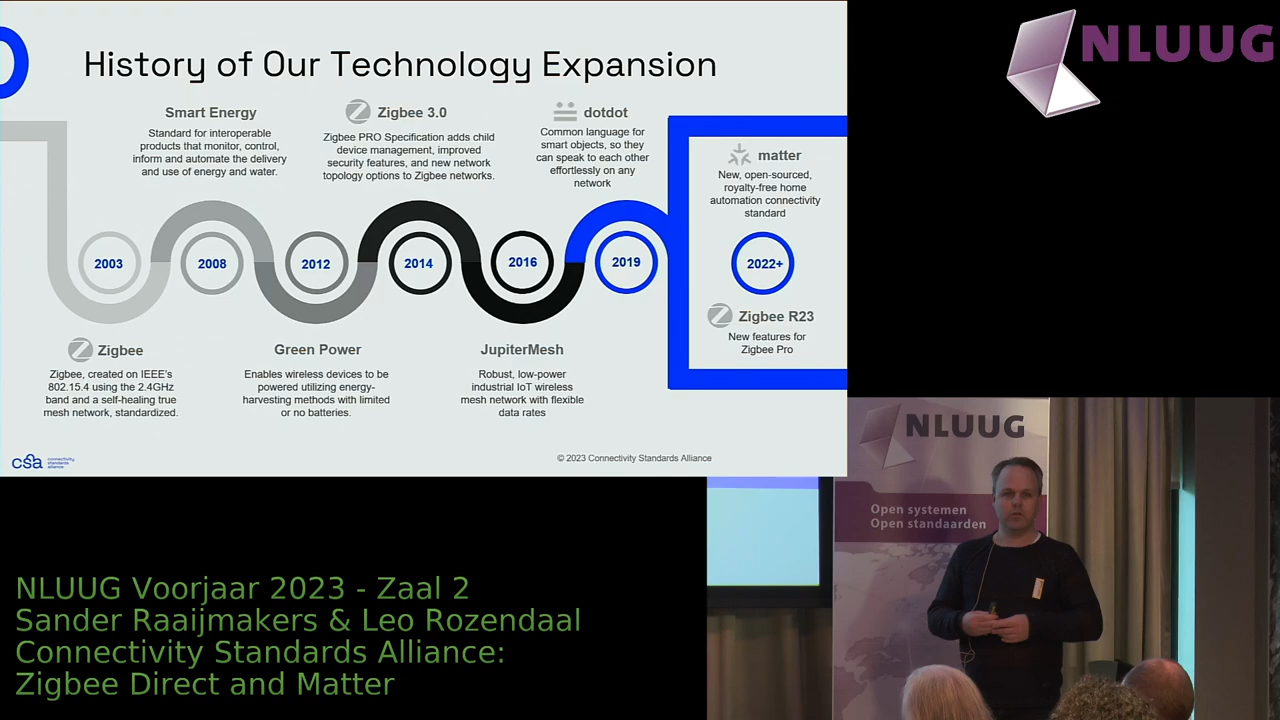 History of Our Technology Expansion
Smart Energy
Standard for interoperable
products that monitor, control,
inform and automate the delivery
and use of energy and water.
Zigbee 3.0
Zigbee PRO Specification adds child
device management, improved
security features, and new network
topology options to Zigbee networks.
dotdot
Common language for
smart objects, so they
can speak to each other
effortlessly on any
network
matter
New, open-sourced,
royalty-free home
automation connectivity
standard
2003
2008
2012
2014
2016
2019
2022+
Zigbee
Zigbee, created on IEEE's
802.15.4 using the 2.4GHz
band and a self-healing true
mesh network, standardized.
Green Power
Enables wireless devices to be
powered utilizing energy-
harvesting methods with limited
or no batteries.
JupiterMesh
Robust, low-power
industrial IoT wireless
mesh network with flexible
data rates
Zigbee R23
New features for
Zigbee Pro
csa connectivity
standards
alliance
© 2023 Connectivity Standards Alliance
NLUUG
NLUUG
Open systemen
Open standaarden
NLUUG Voorjaar 2023 - Zaal 2
Sander Raaijmakers & Leo Rozendaal
Connectivity Standards Alliance:
Zigbee Direct and Matter